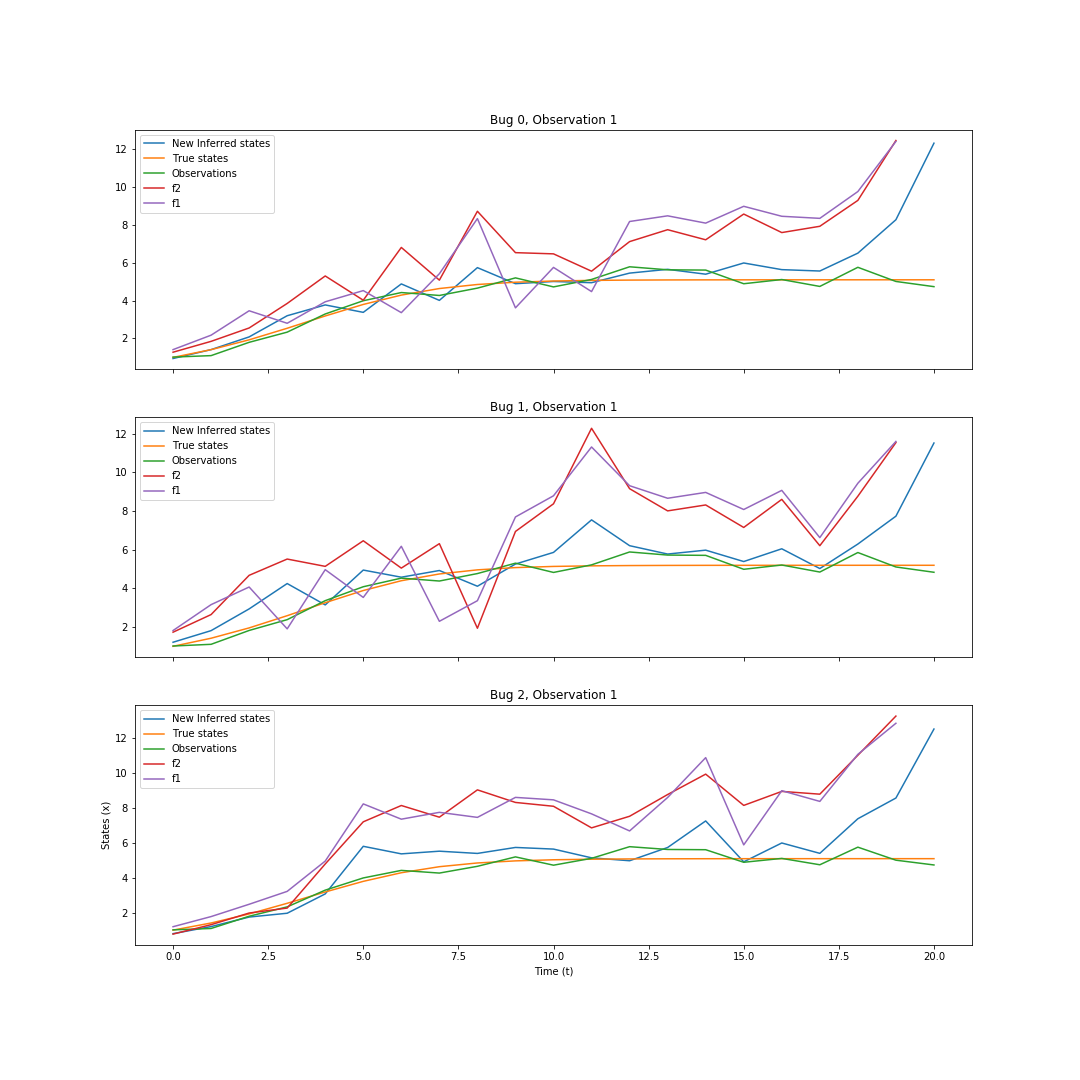 Bug 0, Observation 1
New Inferred states
True states
Observations
f2
f1
12
10
8
6
4
2
Bug 1, Observation 1
New Inferred states
True states
Observations
f2
f1
12
10
8
6
4
2
Bug 2, Observation 1
New Inferred states
True states
Observations
f2
f1
12
10
8
6
4
2
States (x)
0.0 2.5 5.0 7.5 10.0 12.5 15.0 17.5 20.0
Time (t)